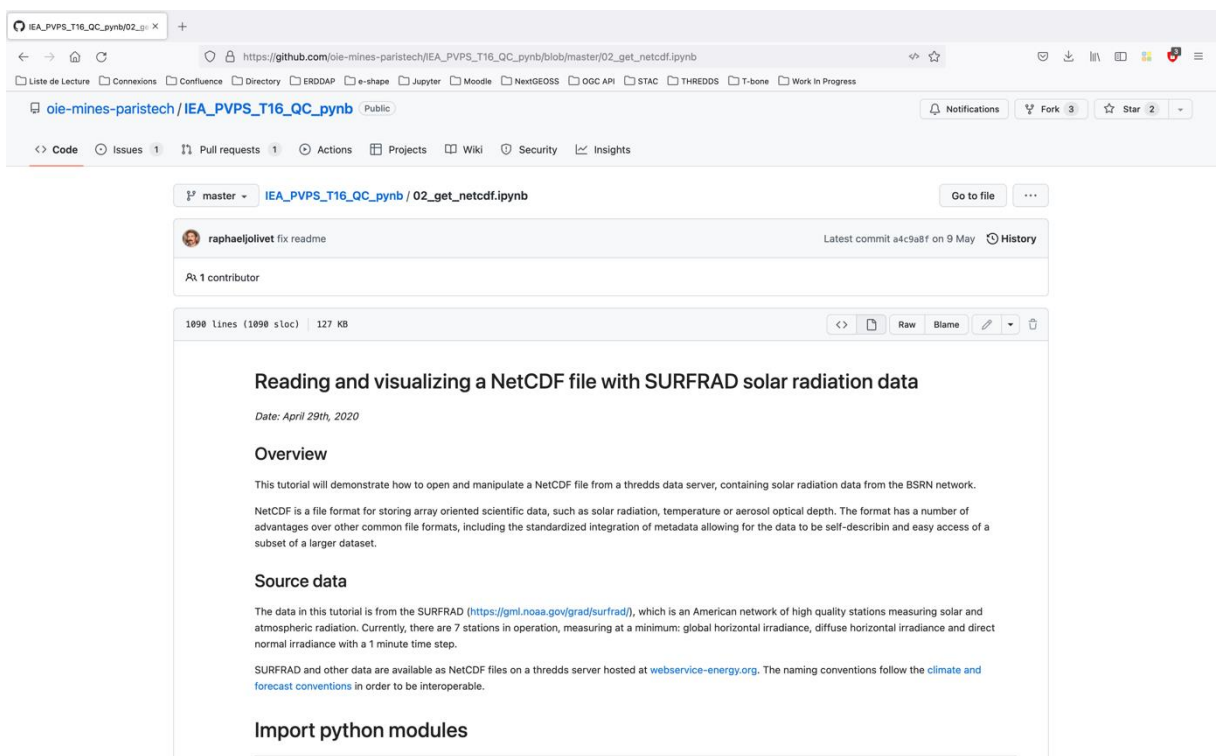 IEA_PVPS_T16_QC_pynb/02_ge
https://github.com/oie-mines-paristech/IEA_PVPS_T16_QC_pynb/blob/master/02_get_netcdf.ipynb
3
Liste de Lecture Connexions Confluence Directory ERDDAP e-shape Jupyter Moodle NextGEOSS OGC API STAC THREDDS T-bone Work In Progress
oie-mines-paristech / IEA_PVPS_T16_QC_pynb Public
Notifications Fork 3 Star 2
<> Code Issues 1 Pull requests 1 Actions Projects Wiki Security Insights
master IEA_PVPS_T16_QC_pynb / 02_get_netcdf.ipynb Go to file ...
raphaeljolivet fix readme Latest commit a4c9a8f on 9 May History
1 contributor
1090 lines (1090 sloc) 127 KB <> Raw Blame
Reading and visualizing a NetCDF file with SURFRAD solar radiation data
Date: April 29th, 2020
Overview
This tutorial will demonstrate how to open and manipulate a NetCDF file from a thredds data server, containing solar radiation data from the BSRN network.
NetCDF is a file format for storing array oriented scientific data, such as solar radiation, temperature or aerosol optical depth. The format has a number of
advantages over other common file formats, including the standardized integration of metadata allowing for the data to be self-describin and easy access of a
subset of a larger dataset.
Source data
The data in this tutorial is from the SURFRAD (https://gml.noaa.gov/grad/surfrad/), which is an American network of high quality stations measuring solar and
atmospheric radiation. Currently, there are 7 stations in operation, measuring at a minimum: global horizontal irradiance, diffuse horizontal irradiance and direct
normal irradiance with a 1 minute time step.
SURFRAD and other data are available as NetCDF files on a thredds server hosted at webservice-energy.org. The naming conventions follow the climate and
forecast conventions in order to be interoperable.
Import python modules